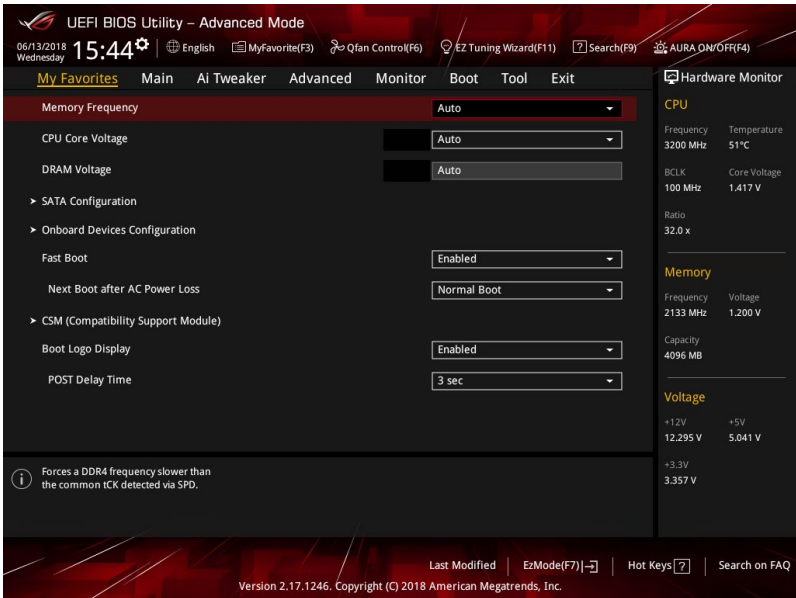 UEFI BIOS Utility – Advanced Mode
06/13/2018 Wednesday 15:44 English MyFavorite(F3) Qfan Control(F6) EZ Tuning Wizard(F11) Search(F9) AURA ON/OFF(F4)
My Favorites Main Ai Tweaker Advanced Monitor Boot Tool Exit
Hardware Monitor
Memory Frequency Auto
CPU Core Voltage Auto
DRAM Voltage Auto
SATA Configuration
Onboard Devices Configuration
Fast Boot Enabled
Next Boot after AC Power Loss Normal Boot
CSM (Compatibility Support Module)
Boot Logo Display Enabled
POST Delay Time 3 sec
Forces a DDR4 frequency slower than
the common tCK detected via SPD.
CPU
Frequency Temperature
3200 MHz 51°C
BCLK Core Voltage
100 MHz 1.417 V
Ratio
32.0 x
Memory
Frequency Voltage
2133 MHz 1.200 V
Capacity
4096 MB
Voltage
+12V +5V
12.295 V 5.041 V
+3.3V
3.357 V
Last Modified EzMode(F7) Hot Keys ? Search on FAQ
Version 2.17.1246. Copyright (C) 2018 American Megatrends, Inc.